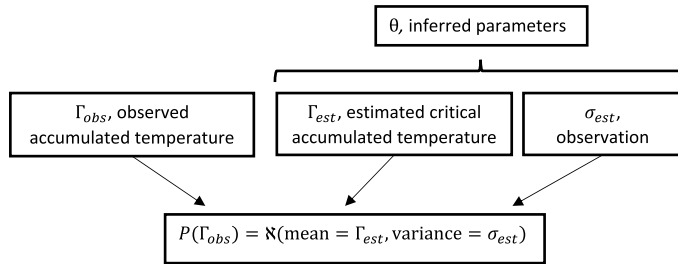 θ, inferred parameters
Γobs, observed
accumulated temperature
Γest, estimated critical
accumulated temperature
σest,
observation
P(Γobs) = ℵ(mean = Γest, variance = σest)